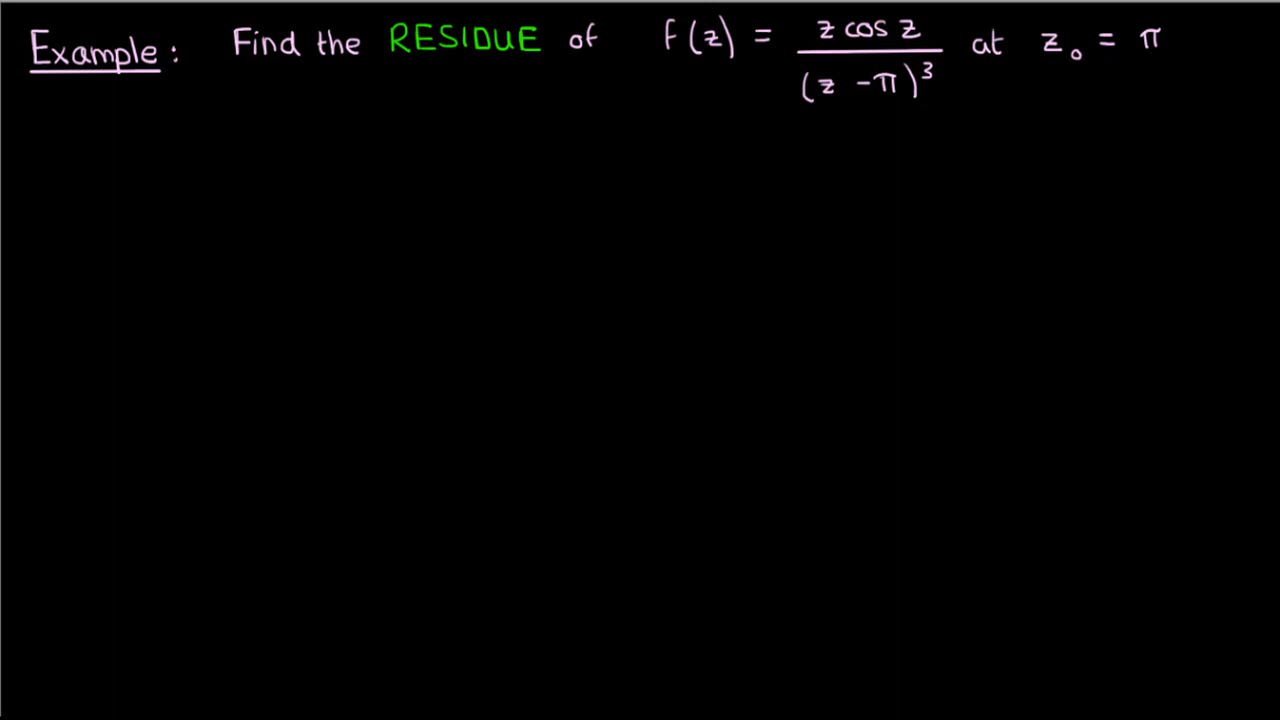 Example: Find the RESIDUE of f(z) = z cos z / (z - π)³ at z₀ = π